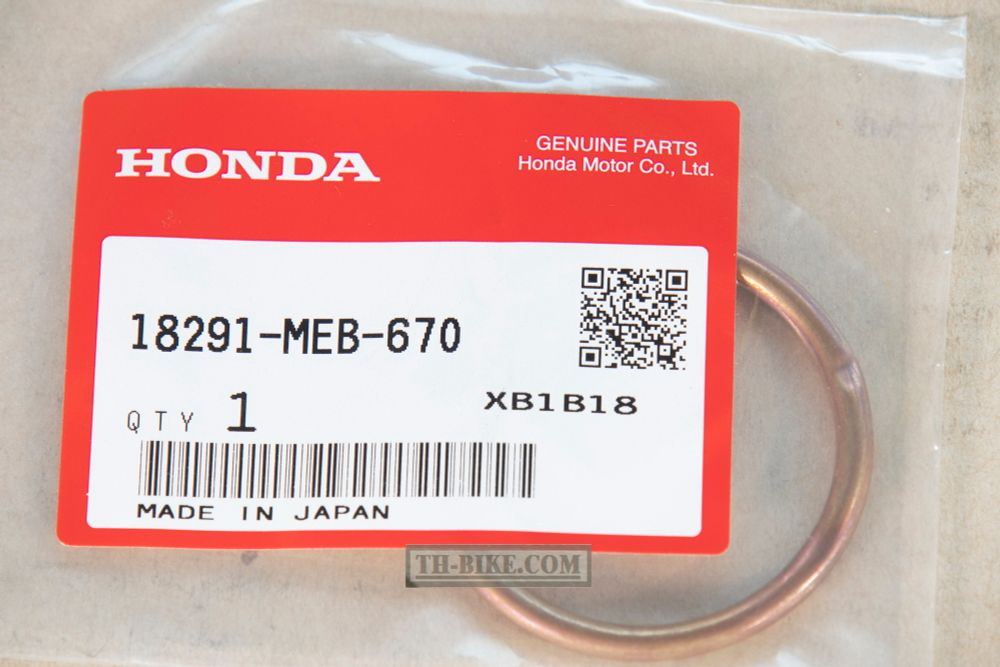 HONDA
GENUINE PARTS
Honda Motor Co., Ltd.
18291-MEB-670
XB1B18
QTY 1
MADE IN JAPAN
TH-BIKE.COM